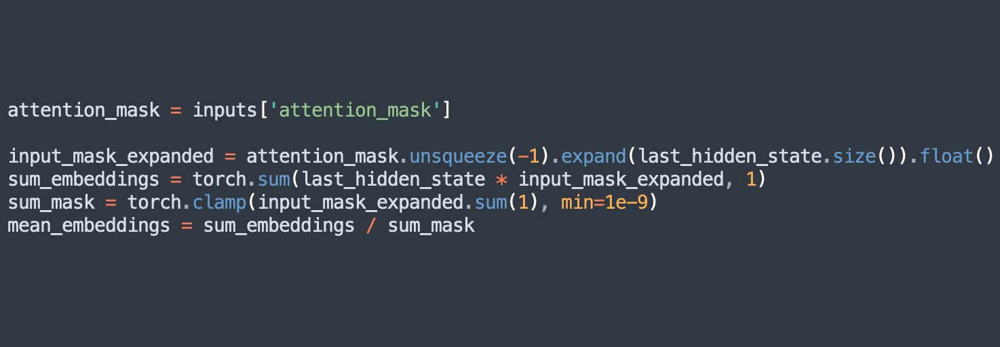 attention_mask = inputs['attention_mask']
input_mask_expanded = attention_mask.unsqueeze(-1).expand(last_hidden_state.size()).float()
sum_embeddings = torch.sum(last_hidden_state * input_mask_expanded, 1)
sum_mask = torch.clamp(input_mask_expanded.sum(1), min=1e-9)
mean_embeddings = sum_embeddings / sum_mask